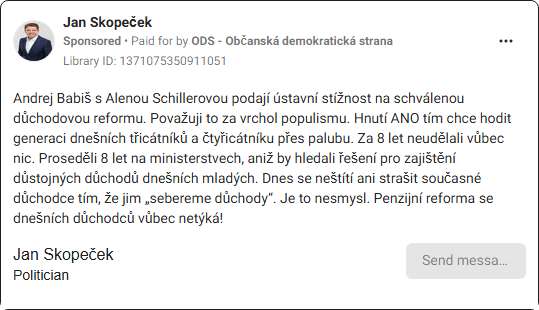 Jan Skopeček
Sponsored • Paid for by ODS - Občanská demokratická strana
Library ID: 1371075350911051
Andrej Babiš s Alenou Schillerovou podají ústavní stížnost na schválenou
důchodovou reformu. Považuji to za vrchol populismu. Hnutí ANO tím chce hodit
generaci dnešních třicátníků a čtyřicátníku přes palubu. Za 8 let neudělali vůbec
nic. Proseděli 8 let na ministerstvech, aniž by hledali řešení pro zajištění
důstojných důchodů dnešních mladých. Dnes se neštítí ani strašit současné
důchodce tím, že jim „sebereme důchody“. Je to nesmysl. Penzijní reforma se
dnešních důchodců vůbec netýká!
Jan Skopeček
Politician
Send messa...